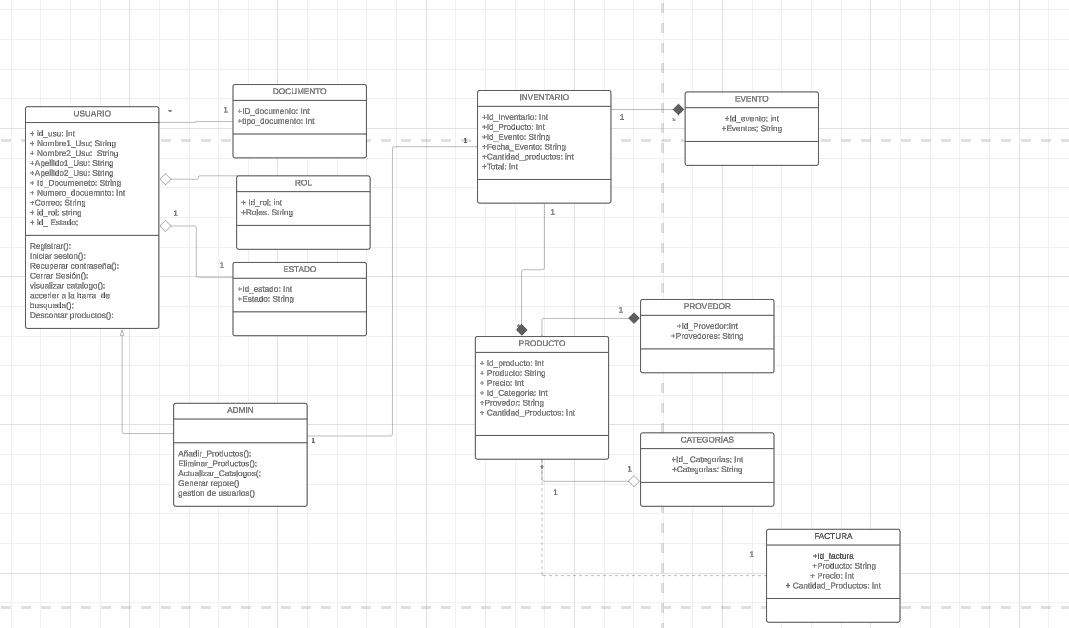 USUARIO
+ id_usu: int
+ Nombre1_Usu: String
+ Nombre2_Usu: String
+Apellido1_Usu: String
+Apellido2_Usu: String
+ Id_Documeneto: String
+ Numero_docuemnto: Int
+Correo: String
+ id_rol: string
+ id_ Estado:
Registrar():
Iniciar sesion():
Recuperar contraseña():
Cerrar Sesión():
visualizar catalogo():
acceder a la barra de
busqueda():
Descontar productos():
1
DOCUMENTO
+ID_documento: Int
+tipo_documento: Int
ROL
+ Id_rol: int
+Roles: String
1
1
ESTADO
+Id_estado: Int
+Estado: String
ADMIN
Añadir_Productos();
Eliminar_Productos();
Actualizar_Catalogos();
Generar repote()
gestion de usuarios()
1
1
INVENTARIO
+Id_Inventario: Int
+Id_Producto: Int
+Id_Evento: String
+Fecha_Evento: String
+Cantidad_productos: Int
+Total: Int
1
1
EVENTO
+Id_evento: int
+Eventos: String
PRODUCTO
+ id_producto: Int
+ Producto: String
+ Precio: Int
+ Id_Categoria: Int
+Provedor: String
+ Cantidad_Productos: Int
1
PROVEDOR
+Id_Provedor:Int
+Provedores: String
*
1
1
CATEGORÍAS
+Id_ Categorias: Int
+Categorias: String
1
FACTURA
+id_factura
+Producto: String
+ Precio: Int
+ Cantidad_Productos: Int